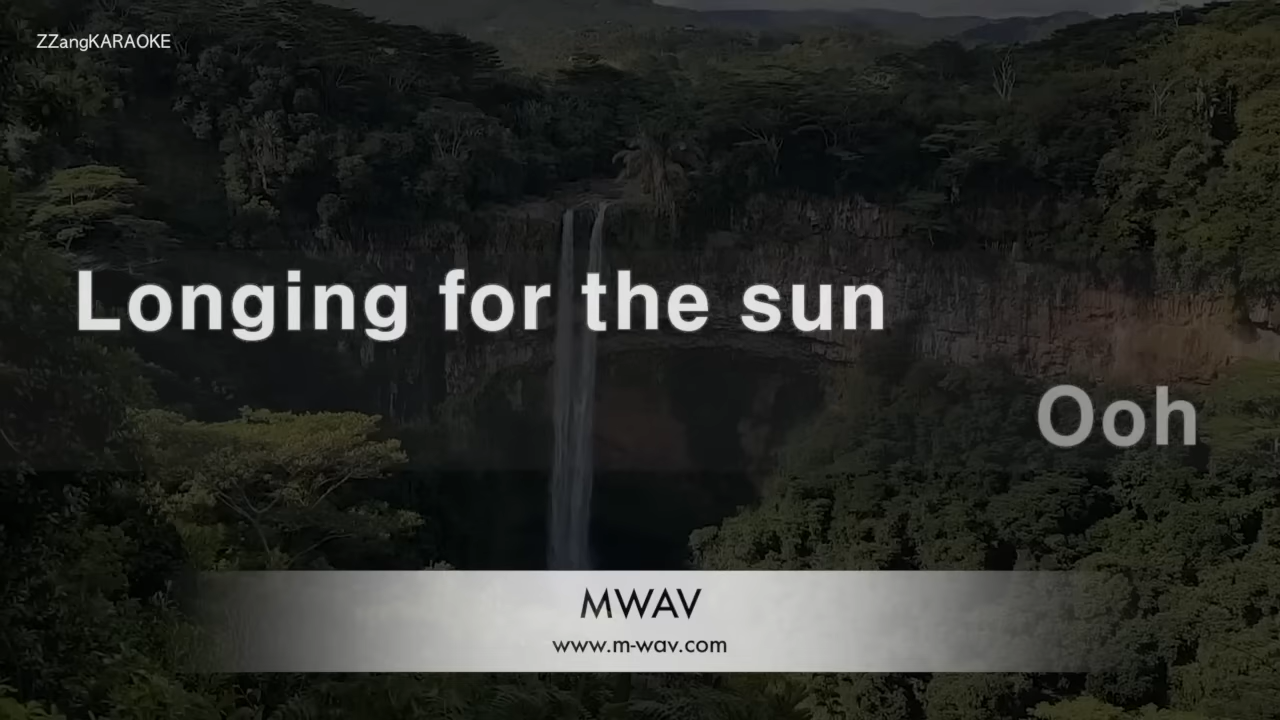 ZZangKARAOKE
Longing for the sun
Ooh
MWAV
www.m-wav.com